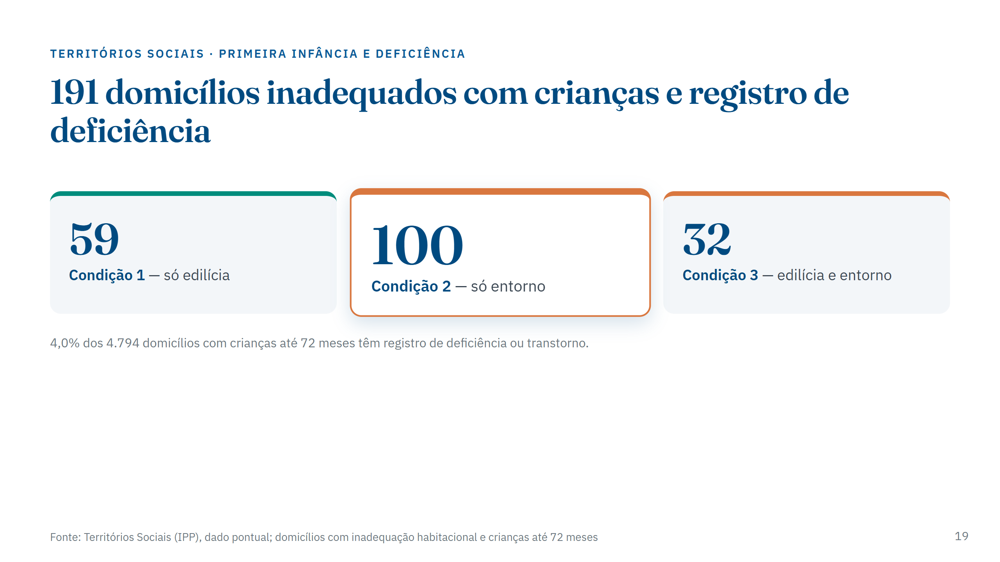 TERRITÓRIOS SOCIAIS · PRIMEIRA INFÂNCIA E DEFICIÊNCIA
191 domicílios inadequados com crianças e registro de
deficiência
59
Condição 1 — só edilícia
100
Condição 2 — só entorno
32
Condição 3 — edilícia e entorno
4,0% dos 4.794 domicílios com crianças até 72 meses têm registro de deficiência ou transtorno.
Fonte: Territórios Sociais (IPP), dado pontual; domicílios com inadequação habitacional e crianças até 72 meses
19